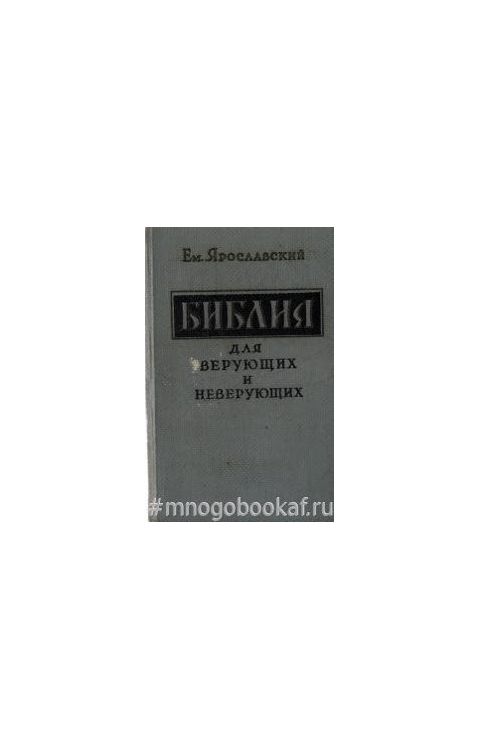 Ем. Ярославский
БИБЛИЯ
ДЛЯ
ВЕРУЮЩИХ
И
НЕВЕРУЮЩИХ
#mnogobookaf.ru